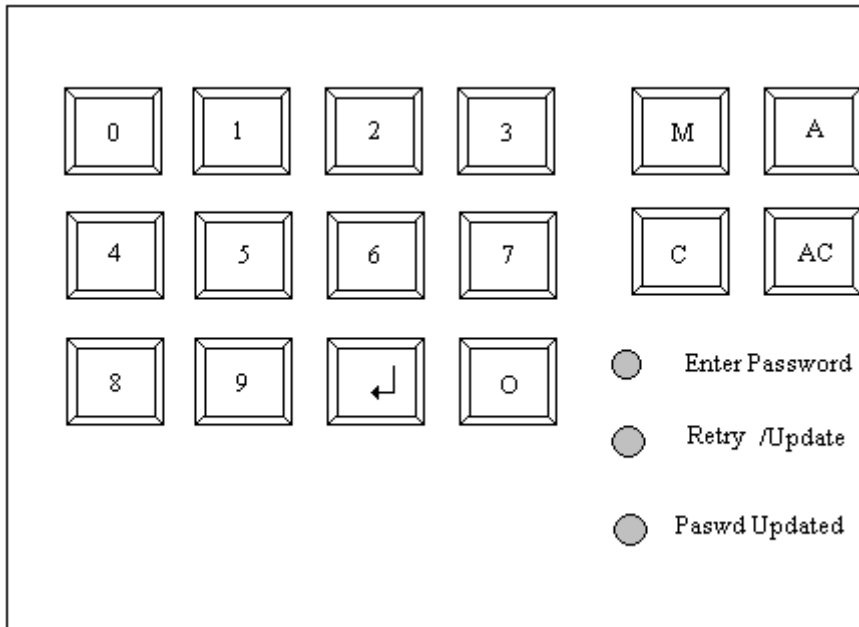 0 1 2 3 M A
4 5 6 7 C AC
8 9 ↵ O
Enter Password
Retry /Update
Paswd Updated